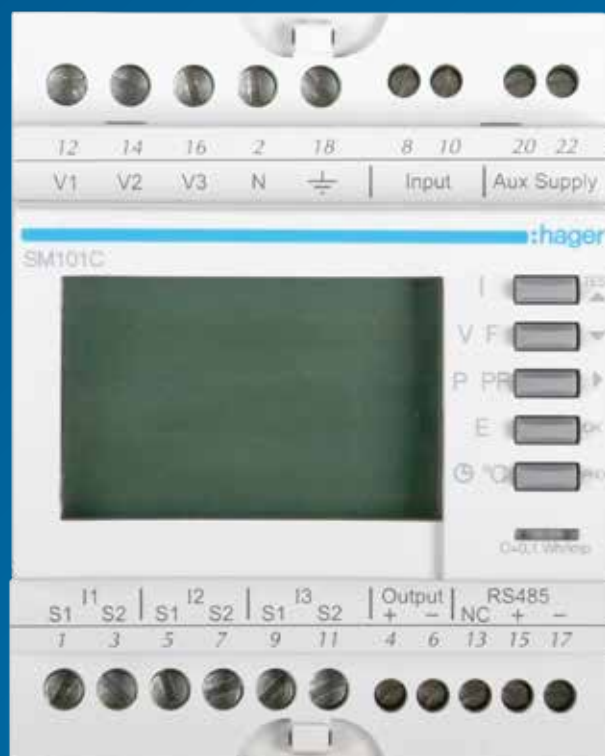 12 14 16 2 18 8 10 20 22
V1 V2 V3 N Input Aux Supply
:hager
SM101C
I
V F
P PF
E
°C
I1 I2 I3 Output RS485
S1 S2 S1 S2 S1 S2 + − NC + −
1 3 5 7 9 11 4 6 13 15 17